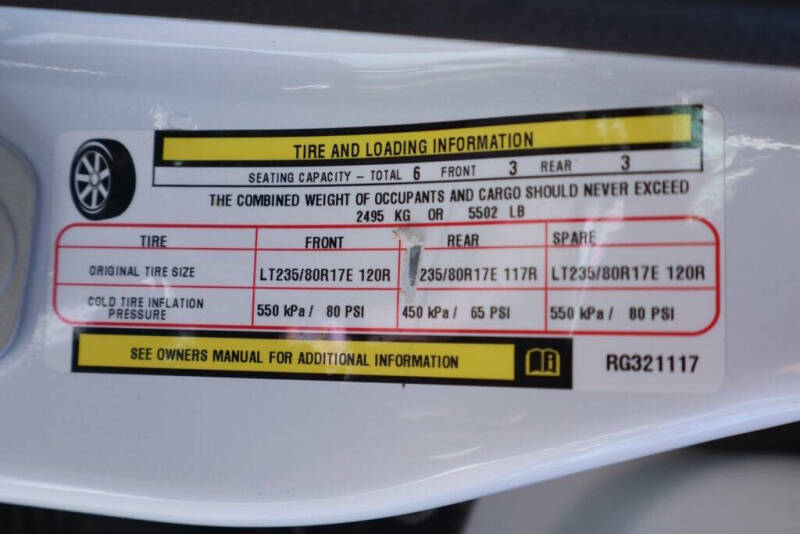 TIRE AND LOADING INFORMATION
SEATING CAPACITY – TOTAL 6 FRONT 3 REAR 3
THE COMBINED WEIGHT OF OCCUPANTS AND CARGO SHOULD NEVER EXCEED
2495 KG OR 5502 LB
TIRE FRONT REAR SPARE
ORIGINAL TIRE SIZE LT235/80R17E 120R 235/80R17E 117R LT235/80R17E 120R
COLD TIRE INFLATION PRESSURE 550 kPa / 80 PSI 450 kPa / 65 PSI 550 kPa / 80 PSI
SEE OWNERS MANUAL FOR ADDITIONAL INFORMATION
RG321117